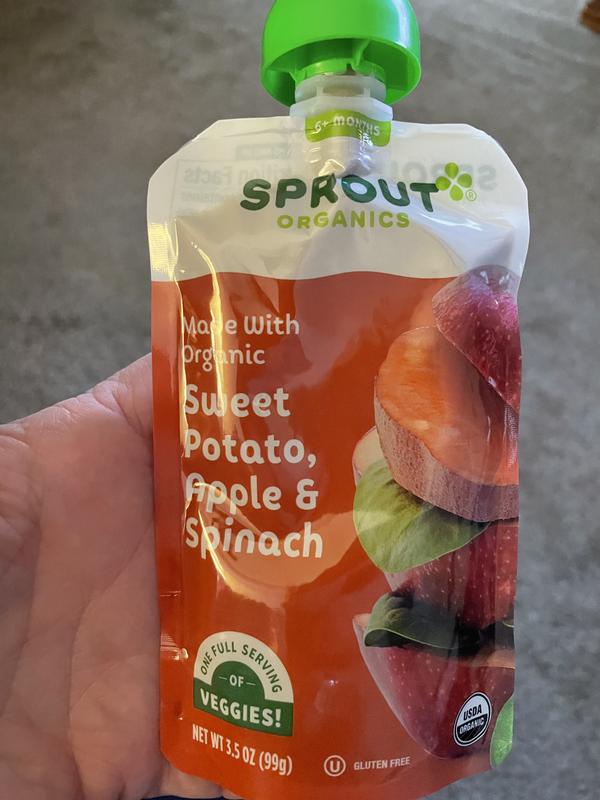 6+ MONTHS
SPROUT®
ORGANICS
Made With
Organic
Sweet
Potato,
Apple &
Spinach
ONE FULL SERVING
OF
VEGGIES!
NET WT 3.5 OZ (99g)
U GLUTEN FREE
USDA
ORGANIC